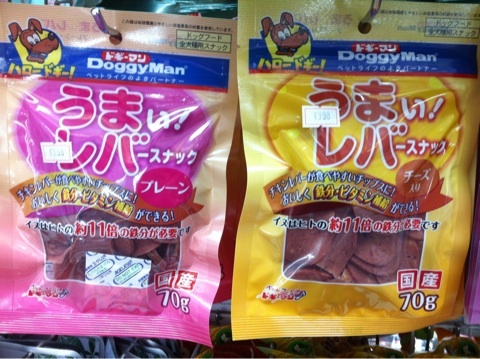 ドッグフード
全犬種用スナック
ハロードギー!
ドギーマン
DoggyMan
ペットライフのよきパートナー
うまい!
レバースナック
プレーン
チキンレバーが食べやすいチップスに!
おいしく鉄分・ビタミン補給ができる!
イヌはヒトの約11倍の鉄分が必要です
国産
70g
ドッグフード
全犬種用スナック
ハロードギー!
ドギーマン
DoggyMan
ペットライフのよきパートナー
うまい!
レバースナック
チーズ
入り
チキンレバーが食べやすいチップスに!
おいしく鉄分・ビタミン補給ができる!
イヌはヒトの約11倍の鉄分が必要です
国産
70g